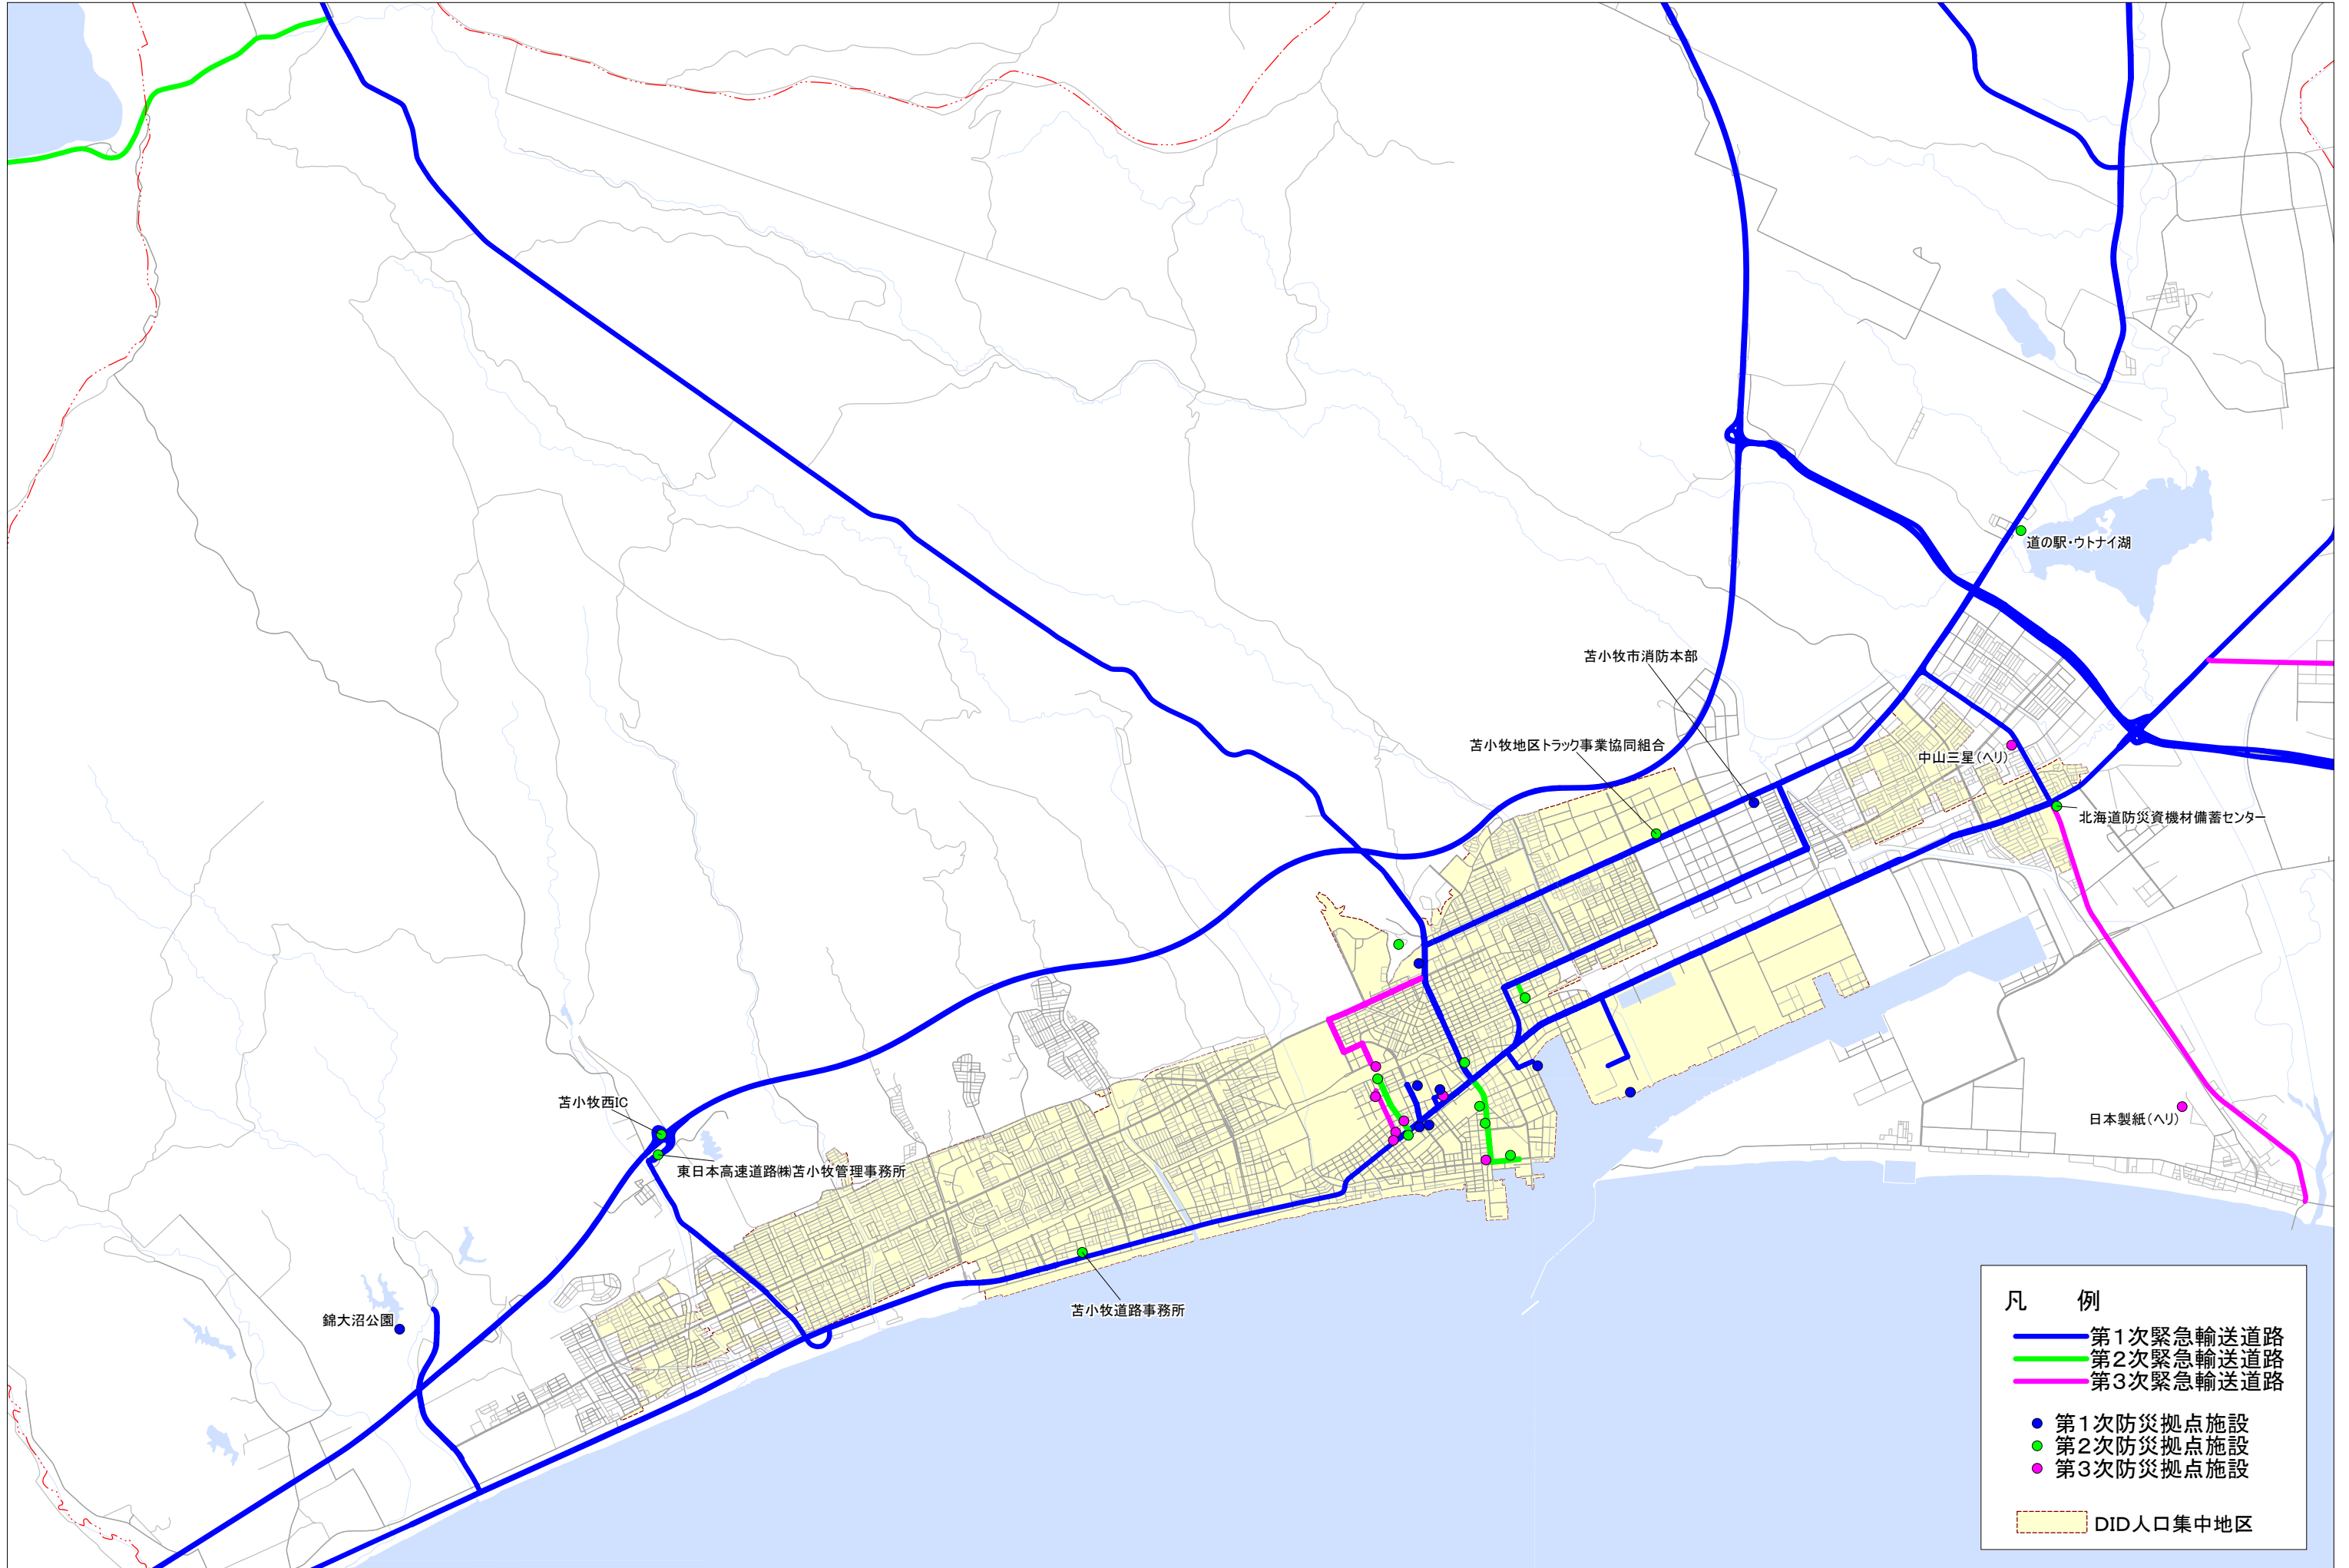 道の駅・ウトナイ湖
苫小牧市消防本部
苫小牧地区トラック事業協同組合
中山三星(ヘリ)
北海道防災資機材備蓄センター
苫小牧西IC
日本製紙(ヘリ)
東日本高速道路㈱苫小牧管理事務所
苫小牧道路事務所
錦大沼公園
凡　例
第1次緊急輸送道路
第2次緊急輸送道路
第3次緊急輸送道路
第1次防災拠点施設
第2次防災拠点施設
第3次防災拠点施設
DID人口集中地区